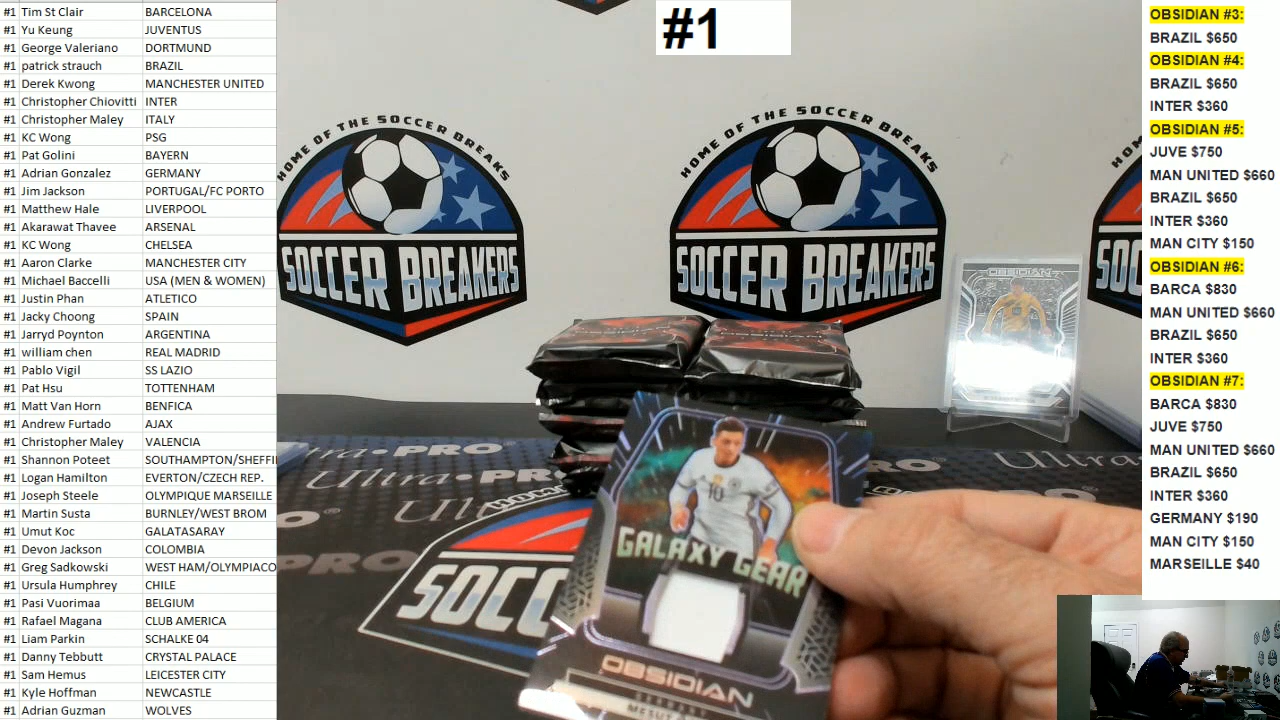 #1 Tim St Clair BARCELONA
#1 Yu Keung JUVENTUS
#1 George Valeriano DORTMUND
#1 patrick strauch BRAZIL
#1 Derek Kwong MANCHESTER UNITED
#1 Christopher Chiovitti INTER
#1 Christopher Maley ITALY
#1 KC Wong PSG
#1 Pat Golini BAYERN
#1 Adrian Gonzalez GERMANY
#1 Jim Jackson PORTUGAL/FC PORTO
#1 Matthew Hale LIVERPOOL
#1 Akarawat Thavee ARSENAL
#1 KC Wong CHELSEA
#1 Aaron Clarke MANCHESTER CITY
#1 Michael Baccelli USA (MEN & WOMEN)
#1 Justin Phan ATLETICO
#1 Jacky Choong SPAIN
#1 Jarryd Poynton ARGENTINA
#1 william chen REAL MADRID
#1 Pablo Vigil SS LAZIO
#1 Pat Hsu TOTTENHAM
#1 Matt Van Horn BENFICA
#1 Andrew Furtado AJAX
#1 Christopher Maley VALENCIA
#1 Shannon Poteet SOUTHAMPTON/SHEFFI
#1 Logan Hamilton EVERTON/CZECH REP.
#1 Joseph Steele OLYMPIQUE MARSEILLE
#1 Martin Susta BURNLEY/WEST BROM
#1 Umut Koc GALATASARAY
#1 Devon Jackson COLOMBIA
#1 Greg Sadkowski WEST HAM/OLYMPIACO
#1 Ursula Humphrey CHILE
#1 Pasi Vuorimaa BELGIUM
#1 Rafael Magana CLUB AMERICA
#1 Liam Parkin SCHALKE 04
#1 Danny Tebbutt CRYSTAL PALACE
#1 Sam Hemus LEICESTER CITY
#1 Kyle Hoffman NEWCASTLE
#1 Adrian Guzman WOLVES
#1
HOME OF THE SOCCER BREAKS
SOCCER BREAKERS
HOME OF THE SOCCER BREAKS
SOCCER BREAKERS
HOM
SO
BR
OBSIDIAN
OBSIDIAN
OBSIDIAN
Ultra·PRO
Ultra·PRO
Ultra
PRO
SOCC
10
GALAXY GEAR
OBSIDIAN
GERMANY
OBSIDIAN #3:
BRAZIL $650
OBSIDIAN #4:
BRAZIL $650
INTER $360
OBSIDIAN #5:
JUVE $750
MAN UNITED $660
BRAZIL $650
INTER $360
MAN CITY $150
OBSIDIAN #6:
BARCA $830
MAN UNITED $660
BRAZIL $650
INTER $360
OBSIDIAN #7:
BARCA $830
JUVE $750
MAN UNITED $660
BRAZIL $650
INTER $360
GERMANY $190
MAN CITY $150
MARSEILLE $40